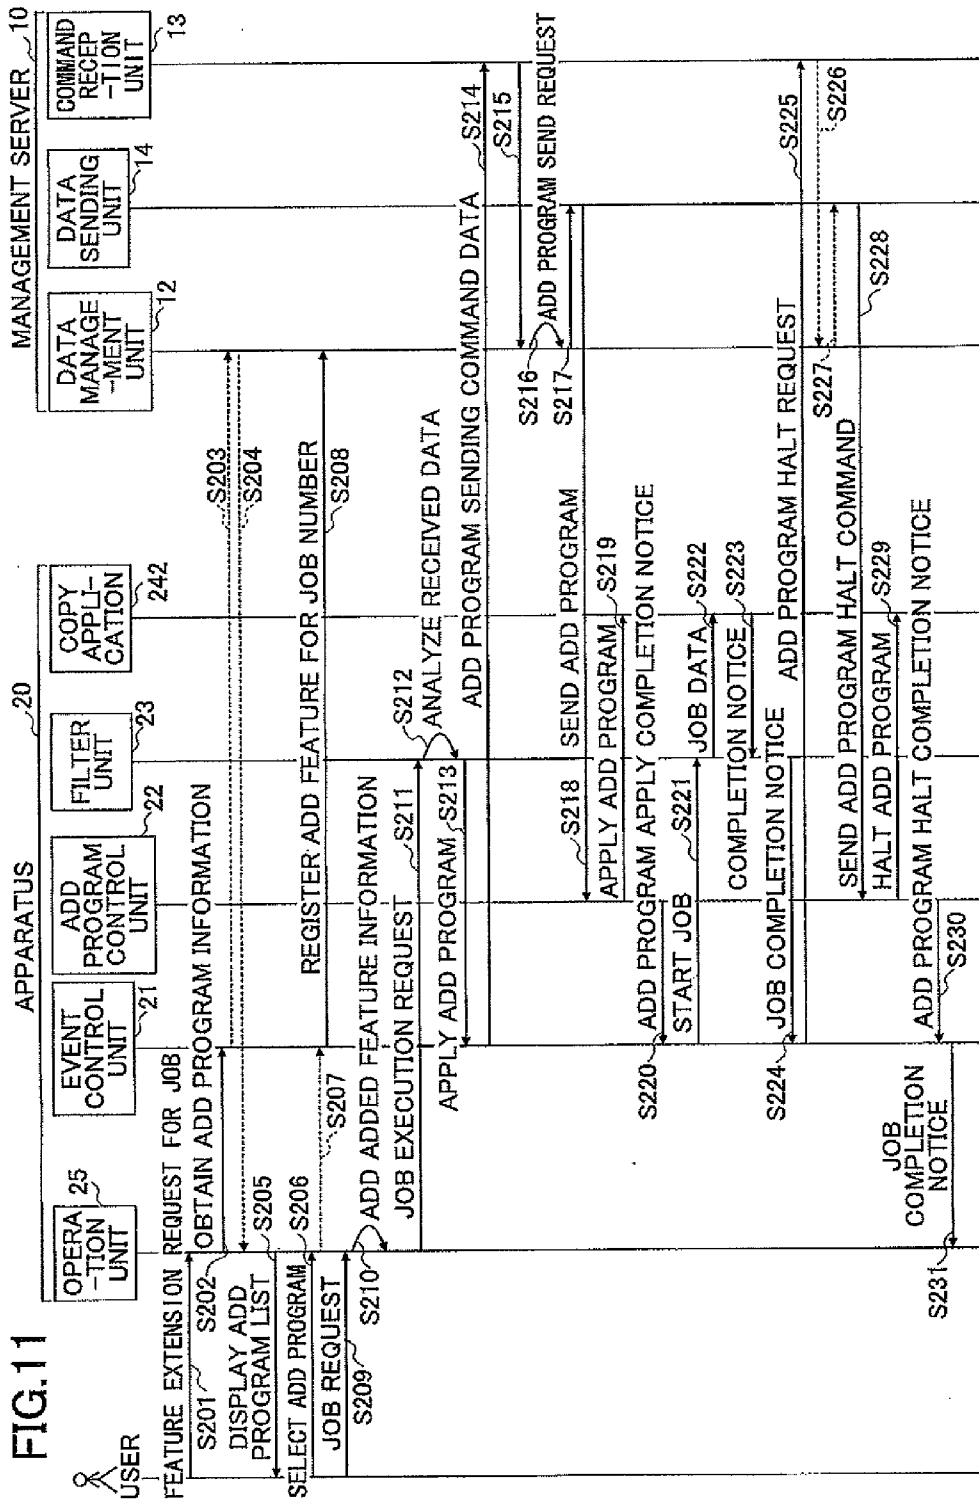 FIG.11
USER
APPARATUS
20
OPERA
-TION
UNIT
25
EVENT
CONTROL
UNIT
21
ADD
PROGRAM
CONTROL
UNIT
22
FILTER
UNIT
23
COPY
APPLI-
CATION
242
MANAGEMENT SERVER
10
DATA
MANAGE
-MENT
UNIT
12
DATA
SENDING
UNIT
14
COMMAND
RECEP
-TION
UNIT
13
FEATURE EXTENSION REQUEST FOR JOB
S201
OBTAIN ADD PROGRAM INFORMATION
S202
S203
S204
DISPLAY ADD
PROGRAM LIST
S205
SELECT ADD PROGRAM
S206
S207
REGISTER ADD FEATURE FOR JOB NUMBER
S208
JOB REQUEST
S209
ADD ADDED FEATURE INFORMATION
S210
JOB EXECUTION REQUEST
S211
S212
ANALYZE RECEIVED DATA
APPLY ADD PROGRAM
S213
ADD PROGRAM SENDING COMMAND DATA
S214
S215
S216
ADD PROGRAM SEND REQUEST
S217
SEND ADD PROGRAM
S218
APPLY ADD PROGRAM
S219
ADD PROGRAM APPLY COMPLETION NOTICE
S220
START JOB
S221
JOB DATA
S222
COMPLETION NOTICE
S223
JOB COMPLETION NOTICE
S224
ADD PROGRAM HALT REQUEST
S225
S226
S227
SEND ADD PROGRAM HALT COMMAND
S228
HALT ADD PROGRAM
S229
ADD PROGRAM HALT COMPLETION NOTICE
S230
JOB
COMPLETION
NOTICE
S231